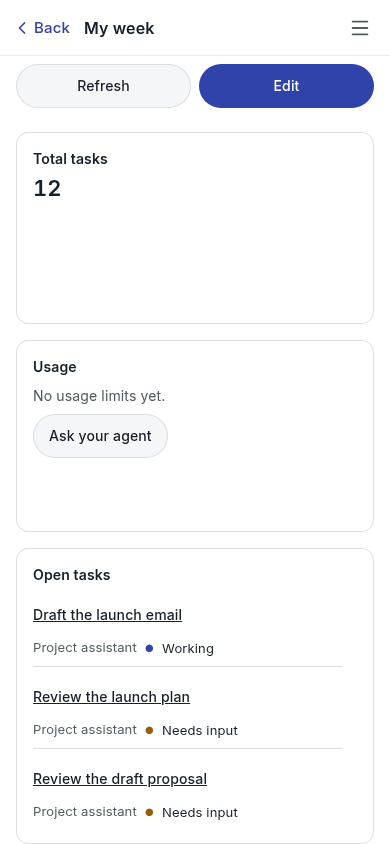 Back My week
Refresh Edit
Total tasks
12
Usage
No usage limits yet.
Ask your agent
Open tasks
Draft the launch email
Project assistant Working
Review the launch plan
Project assistant Needs input
Review the draft proposal
Project assistant Needs input